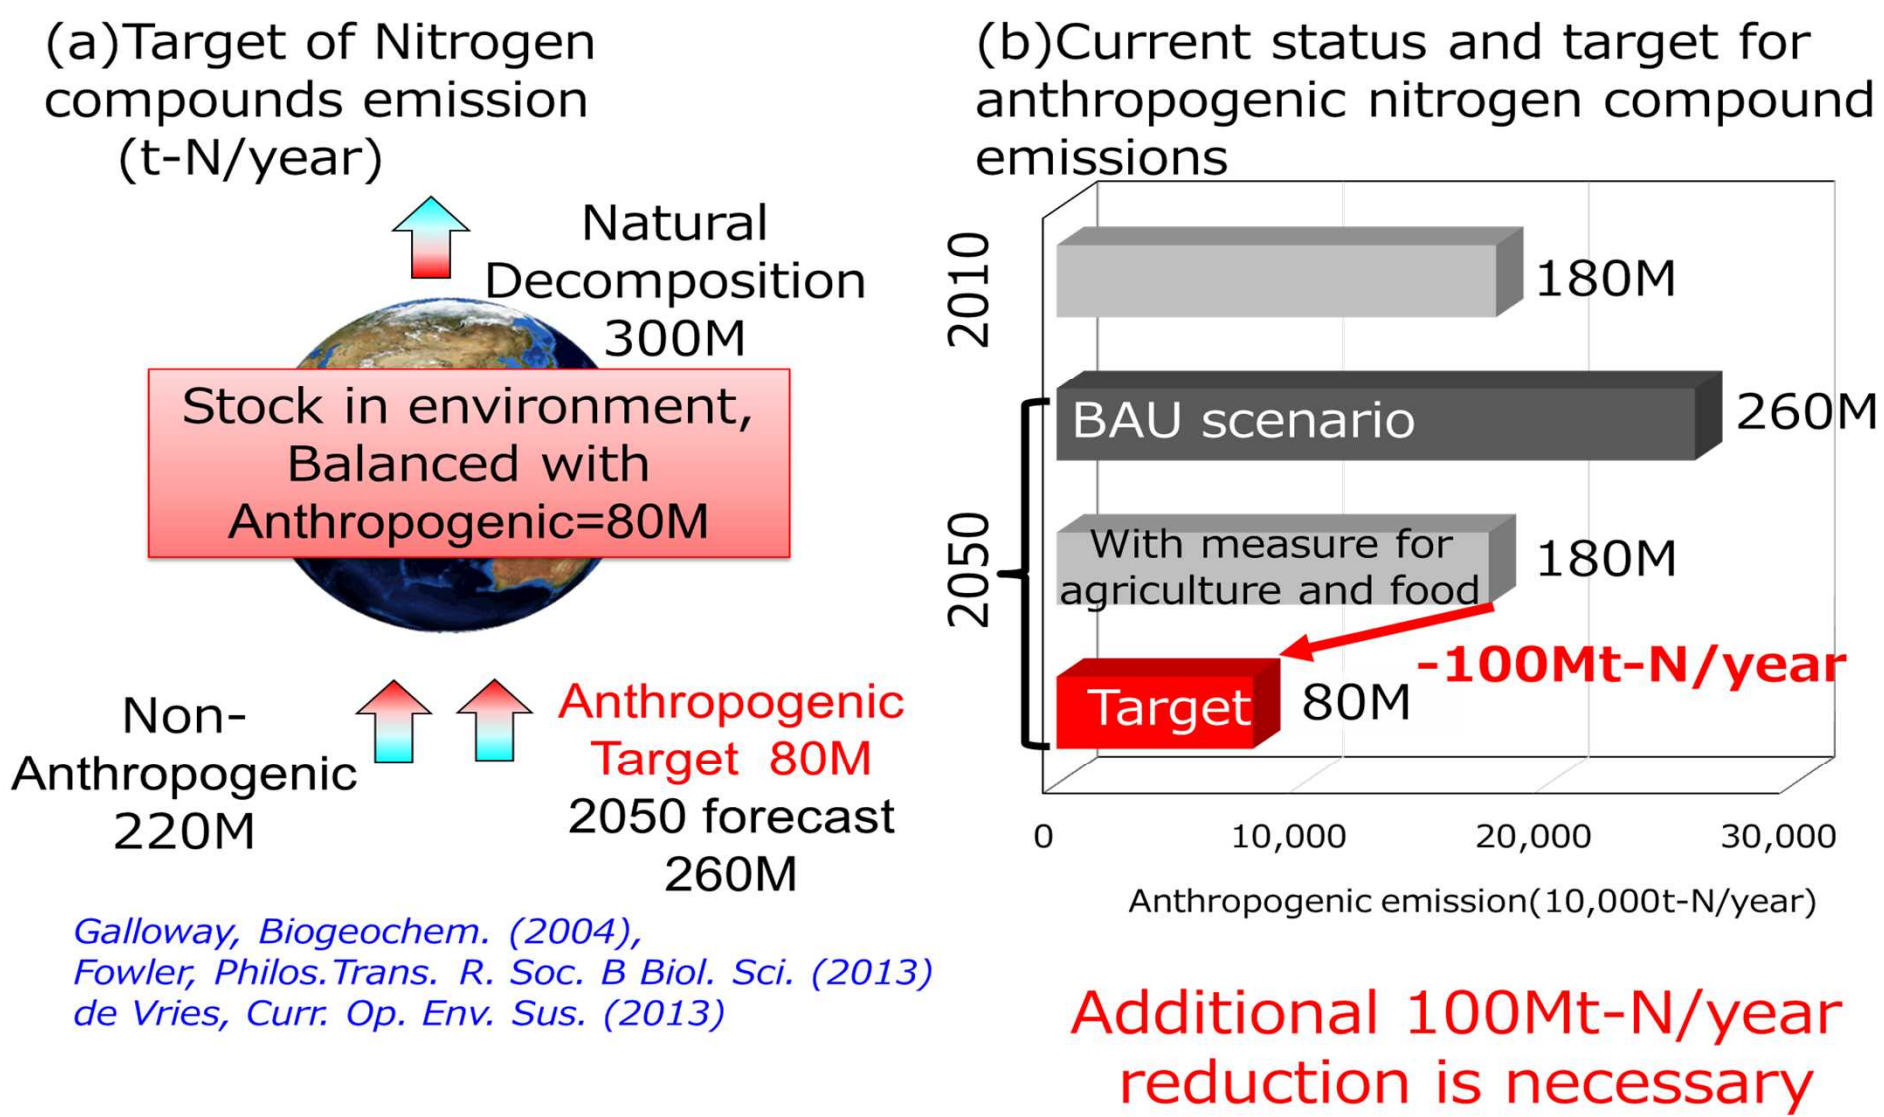 (a)Target of Nitrogen
compounds emission
(t-N/year)
Natural
Decomposition
300M
Stock in environment,
Balanced with
Anthropogenic=80M
Non-
Anthropogenic
220M
Anthropogenic
Target 80M
2050 forecast
260M
Galloway, Biogeochem. (2004),
Fowler, Philos.Trans. R. Soc. B Biol. Sci. (2013)
de Vries, Curr. Op. Env. Sus. (2013)
(b)Current status and target for
anthropogenic nitrogen compound
emissions
2010
180M
BAU scenario
260M
2050
With measure for
agriculture and food
180M
-100Mt-N/year
Target
80M
0 10,000 20,000 30,000
Anthropogenic emission(10,000t-N/year)
Additional 100Mt-N/year
reduction is necessary